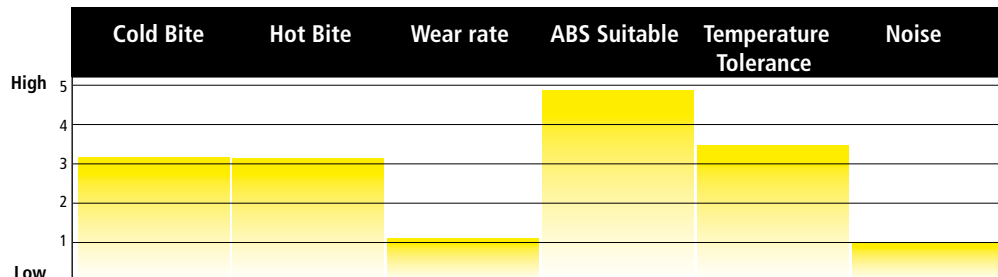 Cold Bite Hot Bite Wear rate ABS Suitable Temperature Tolerance Noise
High 5
4
3
2
1
Low